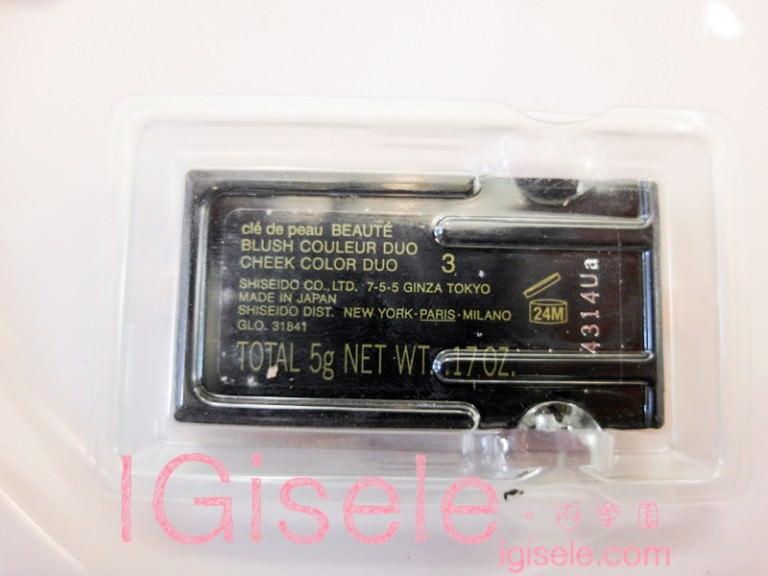 clé de peau BEAUTÉ
BLUSH COULEUR DUO
CHEEK COLOR DUO 3
SHISEIDO CO., LTD. 7-5-5 GINZA TOKYO
MADE IN JAPAN
SHISEIDO DIST. NEW YORK·PARIS·MILANO
GLO. 31841
TOTAL 5g NET WT. .17 OZ.
24M
4314Ua
IGisele
igisele.com